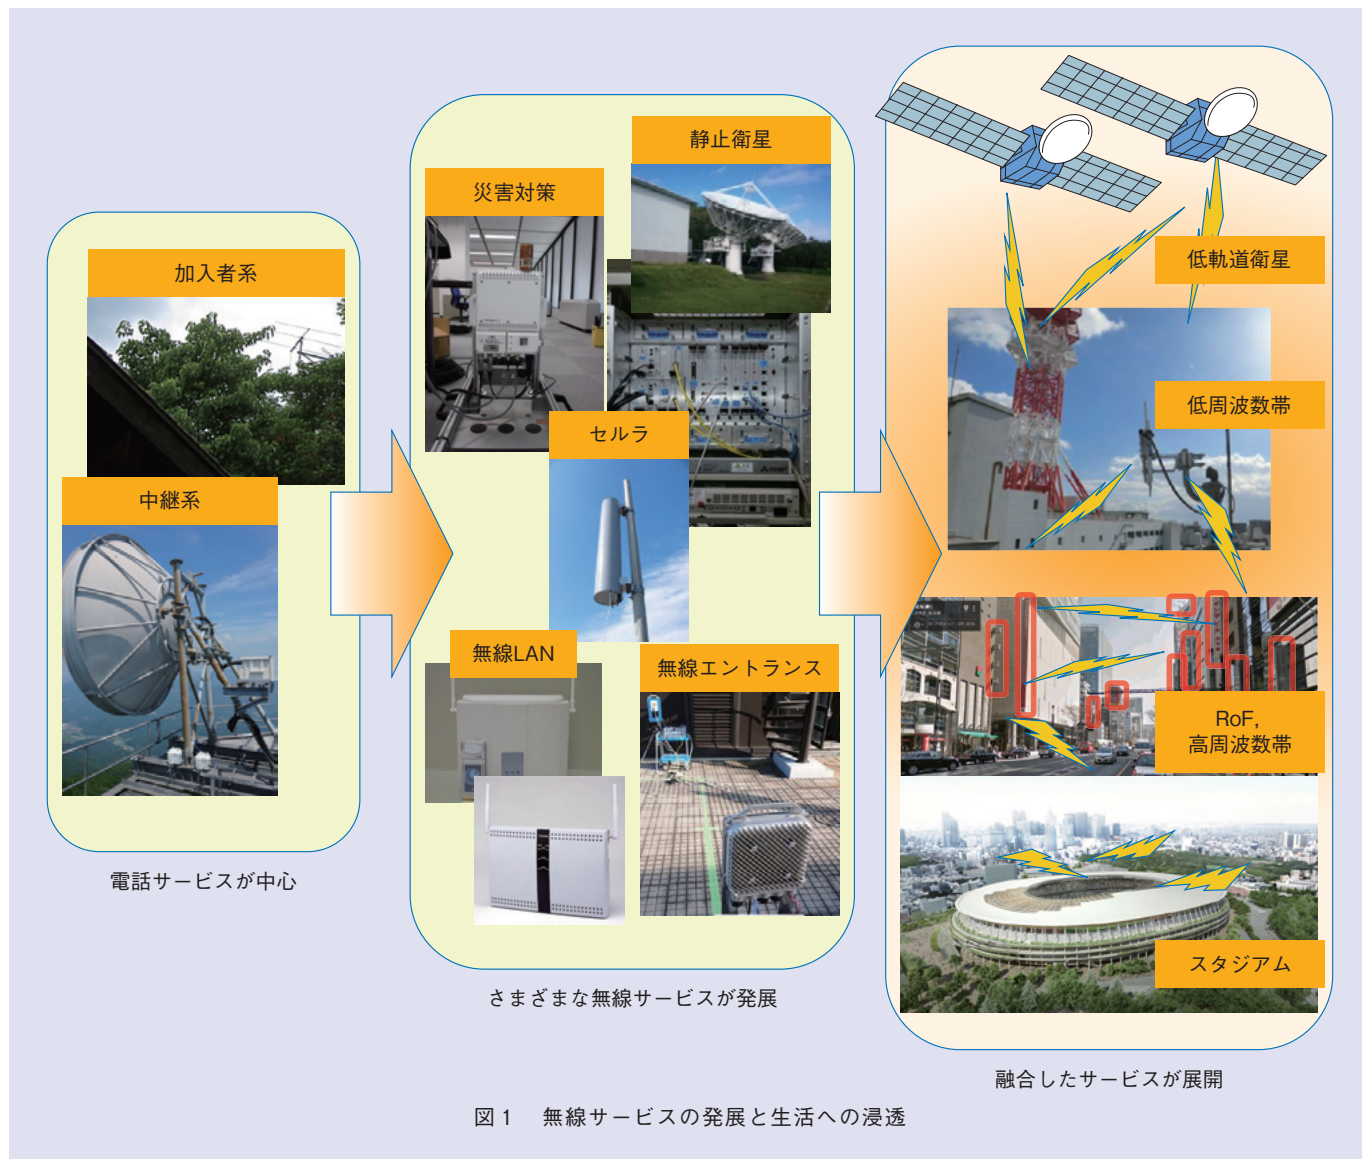 加入者系
中継系
電話サービスが中心
災害対策
静止衛星
セルラ
無線LAN
無線エントランス
さまざまな無線サービスが発展
低軌道衛星
低周波数帯
RoF,
高周波数帯
スタジアム
融合したサービスが展開
図1 無線サービスの発展と生活への浸透